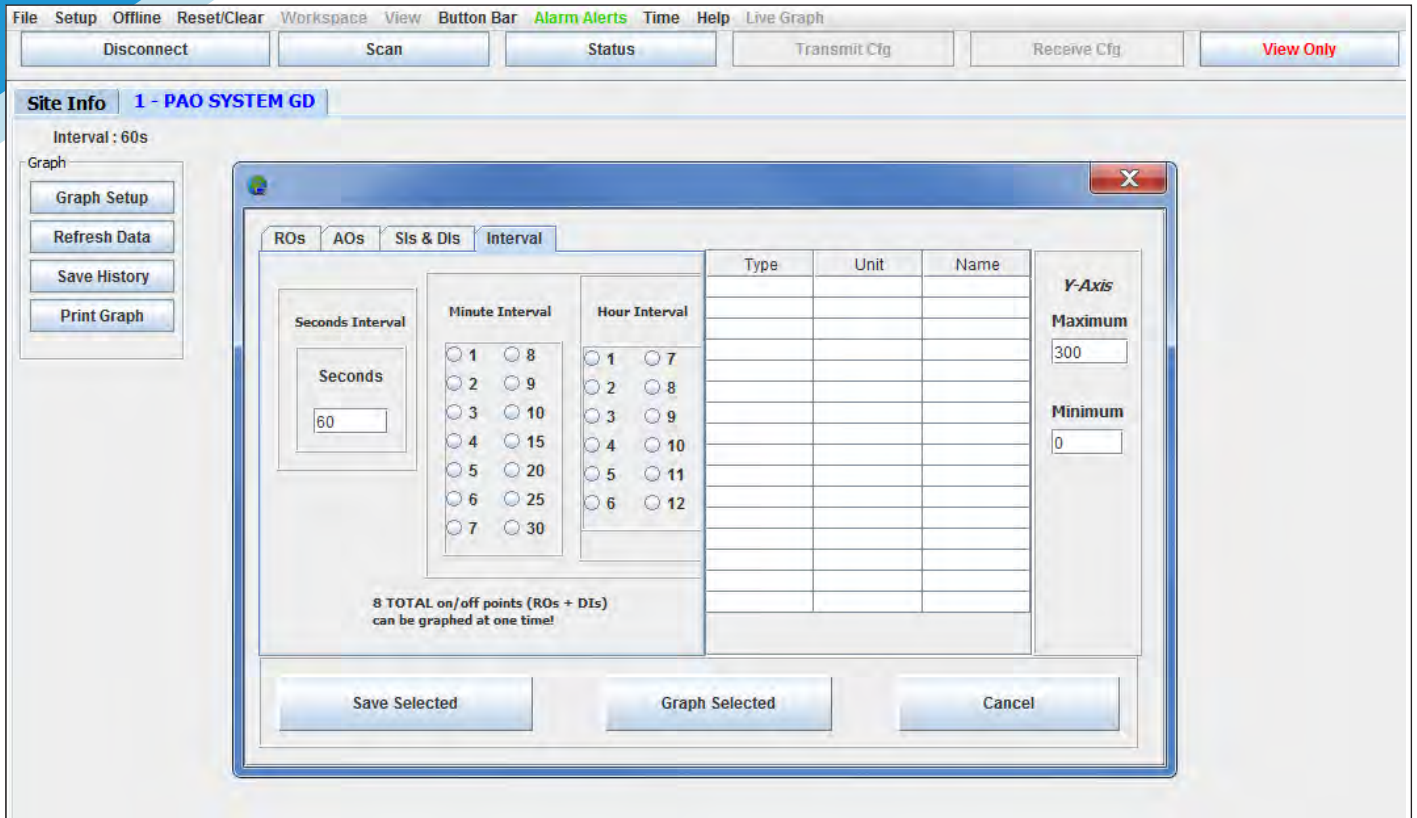 File Setup Offline Reset/Clear Workspace View Button Bar Alarm Alerts Time Help Live Graph
Disconnect Scan Status Transmit Cfg Receive Cfg View Only
Site Info 1 - PAO SYSTEM GD
Interval : 60s
Graph
Graph Setup
Refresh Data
Save History
Print Graph
X
ROs AOs SIs & DIs Interval
Seconds Interval
Seconds
60
Minute Interval
1 8
2 9
3 10
4 15
5 20
6 25
7 30
Hour Interval
1 7
2 8
3 9
4 10
5 11
6 12
8 TOTAL on/off points (ROs + DIs)
can be graphed at one time!
Type Unit Name
Y-Axis
Maximum
300
Minimum
0
Save Selected Graph Selected Cancel